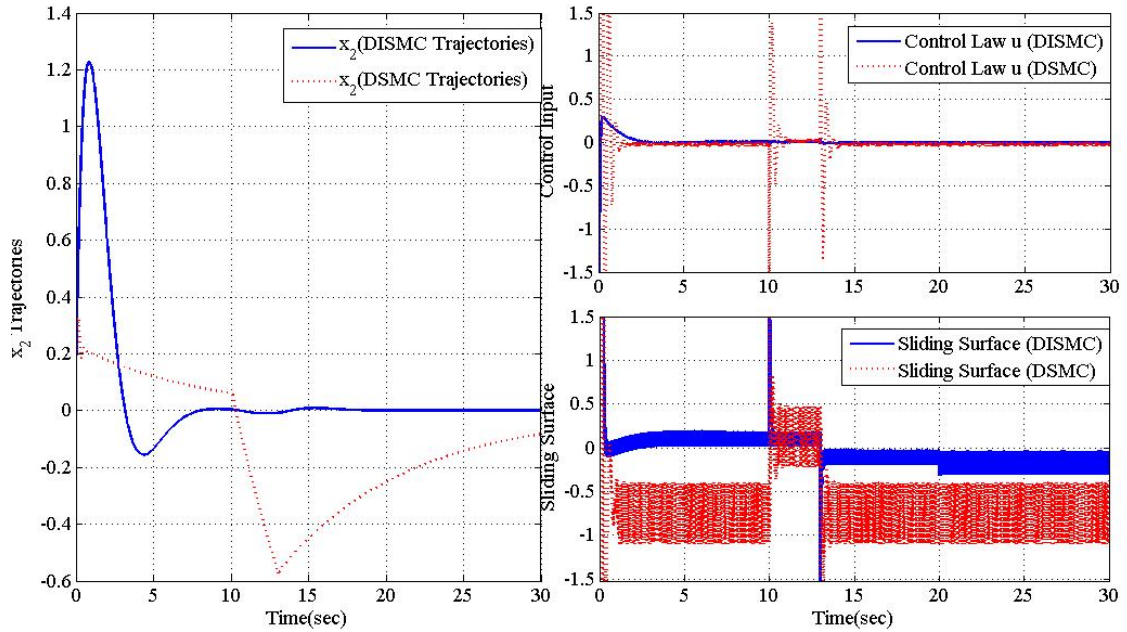 1.4
1.2
1
0.8
0.6
0.4
0.2
0
-0.2
-0.4
-0.6
x2 Trajectories
x2(DISMC Trajectories)
x2(DSMC Trajectories)
0 5 10 15 20 25 30
Time(sec)
1.5
1
0.5
0
-0.5
-1
-1.5
Control Input
Control Law u (DISMC)
Control Law u (DSMC)
0 5 10 15 20 25 30
1.5
1
0.5
0
-0.5
-1
-1.5
Sliding Surface
Sliding Surface (DISMC)
Sliding Surface (DSMC)
0 5 10 15 20 25 30
Time(sec)